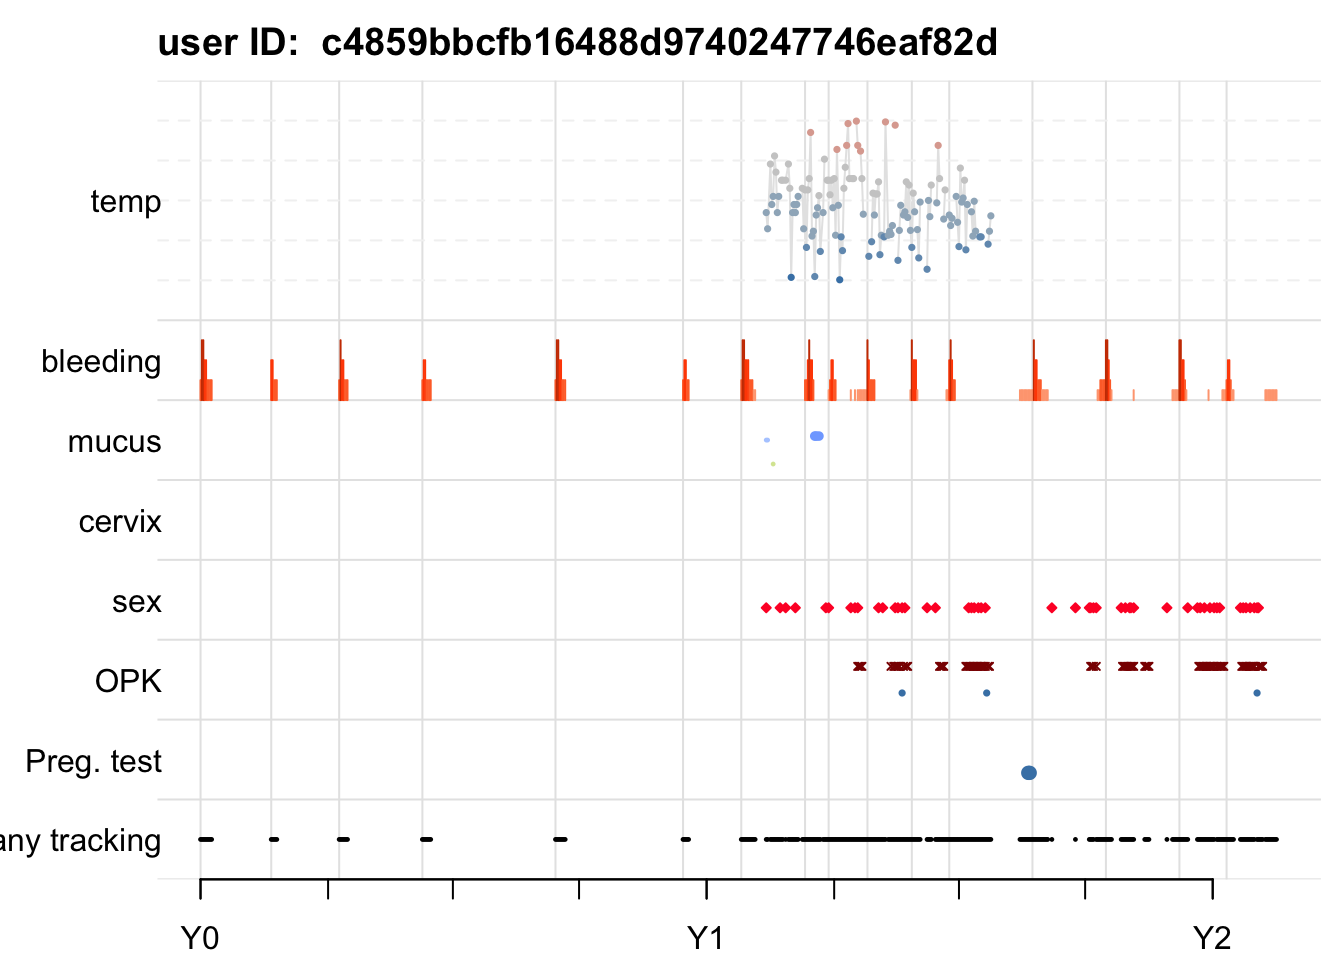 user ID:  c4859bbcfb16488d9740247746eaf82d
temp
bleeding
mucus
cervix
sex
OPK
Preg. test
any tracking
Y0 Y1 Y2